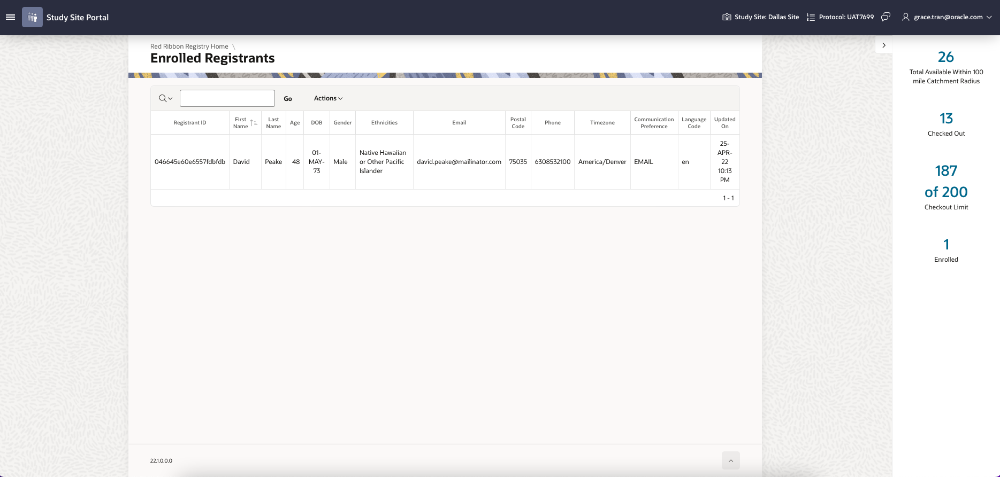 Study Site Portal
Study Site: Dallas Site
Protocol: UAT7699
grace.tran@oracle.com
Red Ribbon Registry Home \
Enrolled Registrants
Go
Actions
Registrant ID
First
Name
Last
Name
Age
DOB
Gender
Ethnicities
Email
Postal
Code
Phone
Timezone
Communication
Preference
Language
Code
Updated
On
046645e60e6557fdbfdb
David
Peake
48
01-
MAY-
73
Male
Native Hawaiian
or Other Pacific
Islander
david.peake@mailinator.com
75035
6308532100
America/Denver
EMAIL
en
25-
APR-
22
10:13
PM
1 - 1
26
Total Available Within 100
mile Catchment Radius
13
Checked Out
187
of 200
Checkout Limit
1
Enrolled
22.1.0.0.0